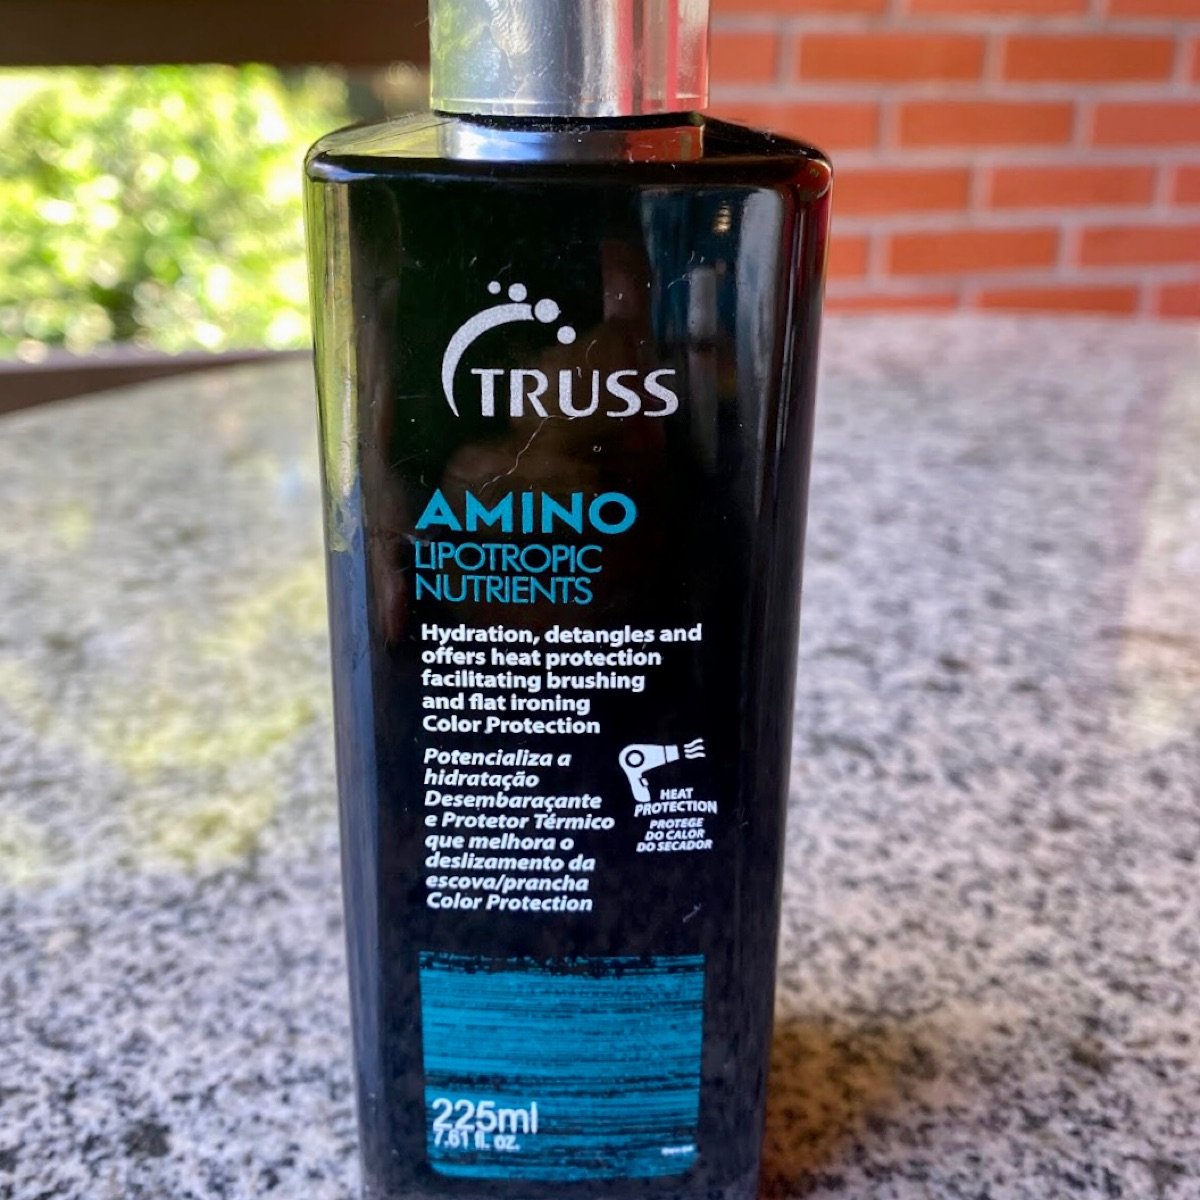 TRUSS
AMINO
LIPOTROPIC
NUTRIENTS
Hydration, detangles and
offers heat protection
facilitating brushing
and flat ironing
Color Protection
Potencializa a
hidratação
Desembaraçante
e Protetor Térmico
que melhora o
deslizamento da
escova/prancha
Color Protection
HEAT
PROTECTION
PROTEGE
DO CALOR
DO SECADOR
225ml
7.61 fl. oz.